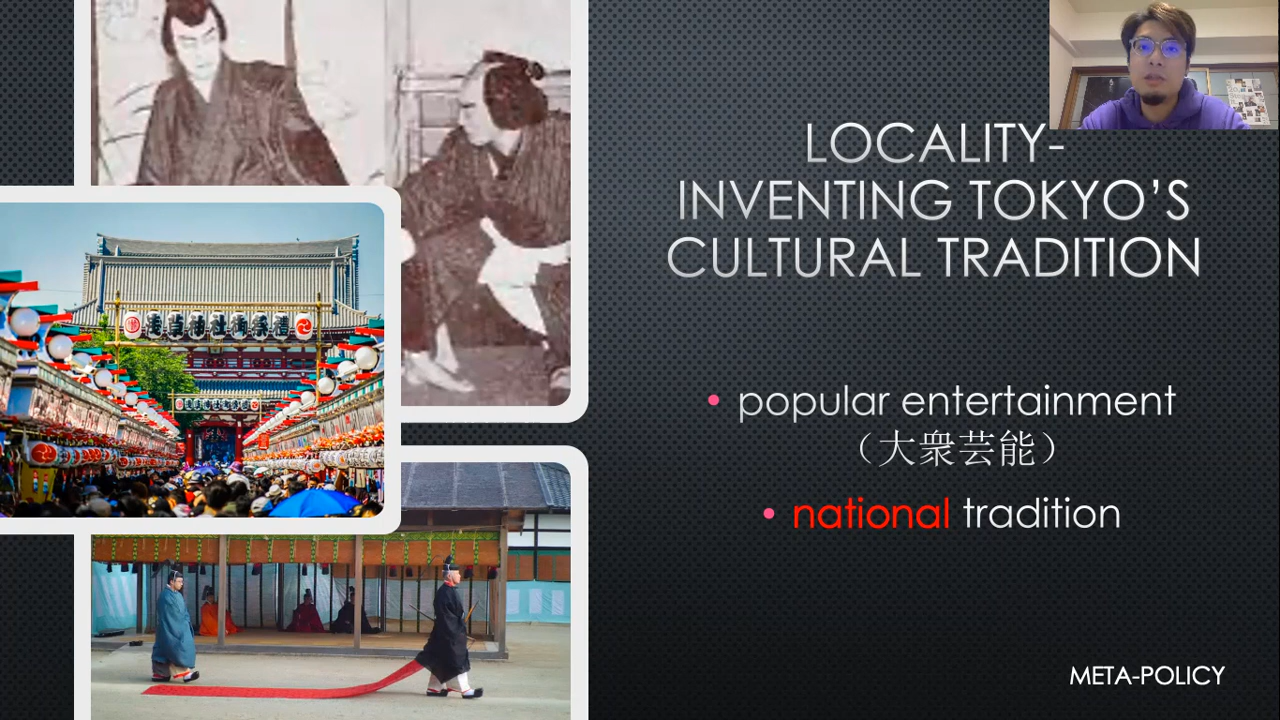 LOCALITY-
INVENTING TOKYO’S
CULTURAL TRADITION
• popular entertainment
（大衆芸能）
• national tradition
META-POLICY